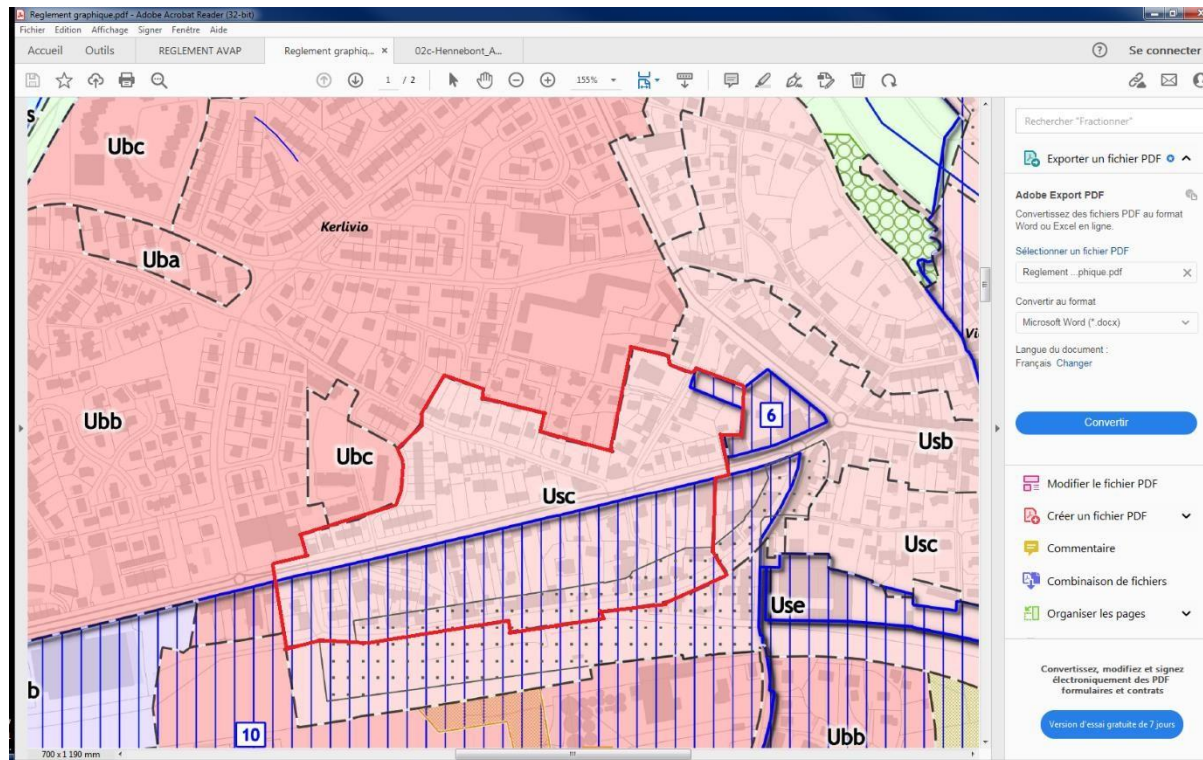 Reglement graphique.pdf - Adobe Acrobat Reader (32-bit)
Fichier Edition Affichage Signer Fenêtre Aide
Accueil Outils REGLEMENT AVAP Reglement graphiq... × 02c-Hennebont_A... Se connecter
1 / 2 155%
Rechercher "Fractionner"
Exporter un fichier PDF
Adobe Export PDF
Convertissez des fichiers PDF au format
Word ou Excel en ligne.
Sélectionner un fichier PDF
Reglement ...phique.pdf
Convertir au format
Microsoft Word (*.docx)
Langue du document :
Français Changer
Convertir
Modifier le fichier PDF
Créer un fichier PDF
Commentaire
Combinaison de fichiers
Organiser les pages
Convertissez, modifiez et signez
électroniquement des PDF
formulaires et contrats
Version d'essai gratuite de 7 jours
s
Ubc
Kerlivio
Uba
Vi
Ubb
6
Usb
Ubc
Usc
Usc
Use
b
10
Ubb
700 x 1 190 mm